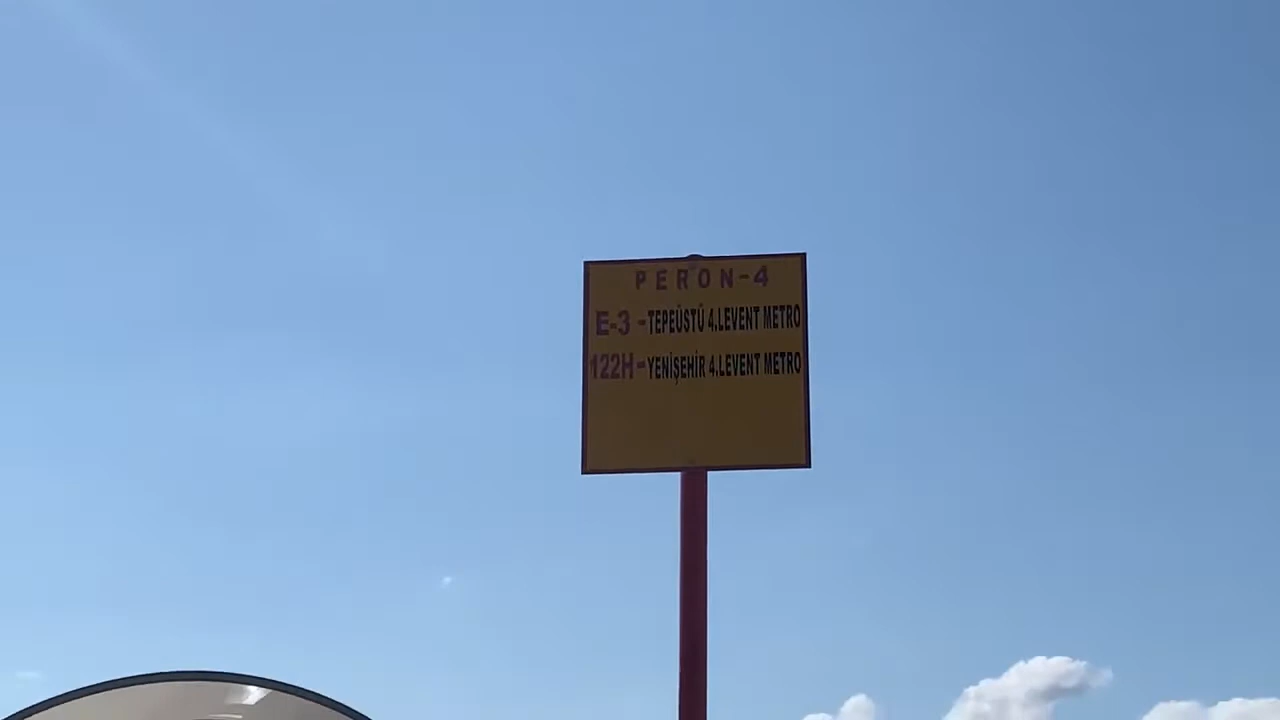 PERON-4
E-3 -TEPEÜSTÜ 4.LEVENT METRO
122H-YENİŞEHİR 4.LEVENT METRO